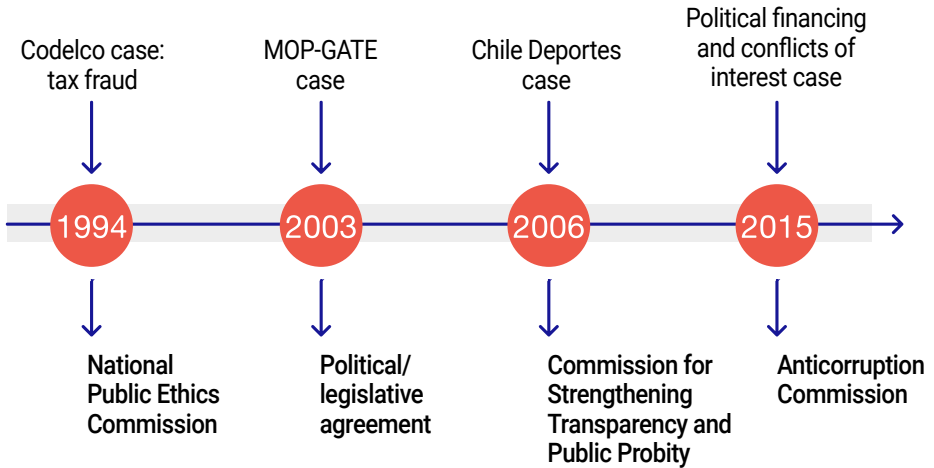 Codelco case:
tax fraud
MOP-GATE
case
Chile Deportes
case
Political financing
and conflicts of
interest case
1994
2003
2006
2015
National
Public Ethics
Commission
Political/
legislative
agreement
Commission for
Strengthening
Transparency and
Public Probity
Anticorruption
Commission